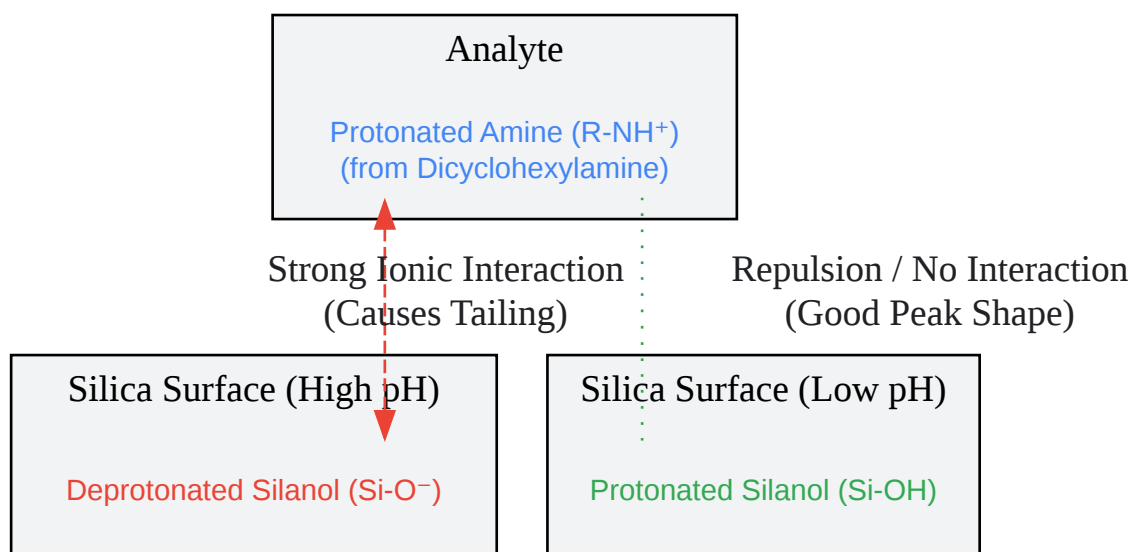 Analyte
Protonated Amine (R-NH⁺)
(from Dicyclohexylamine)
Strong Ionic Interaction
(Causes Tailing)
Repulsion / No Interaction
(Good Peak Shape)
Silica Surface (High pH)
Deprotonated Silanol (Si-O⁻)
Silica Surface (Low pH)
Protonated Silanol (Si-OH)